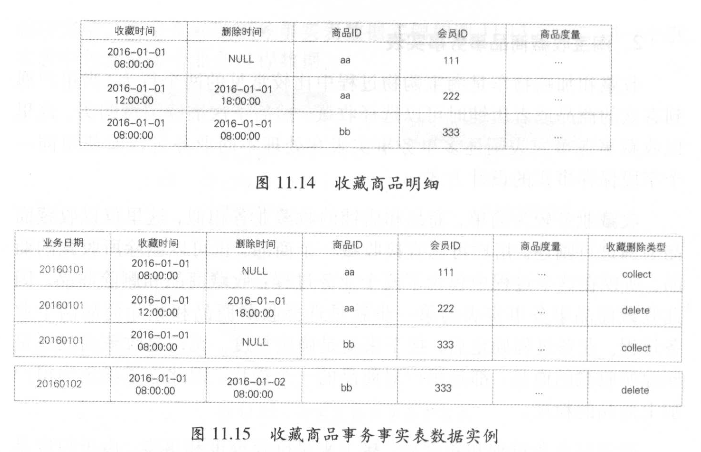 收藏时间 删除时间 商品ID 会员ID 商品度量
2016-01-01 08:00:00 NULL aa 111 ...
2016-01-01 12:00:00 2016-01-01 18:00:00 aa 222 ...
2016-01-01 08:00:00 2016-01-01 08:00:00 bb 333 ...
图 11.14 收藏商品明细
业务日期 收藏时间 删除时间 商品ID 会员ID 商品度量 收藏删除类型
20160101 2016-01-01 08:00:00 NULL aa 111 ... collect
20160101 2016-01-01 12:00:00 2016-01-01 18:00:00 aa 222 ... delete
20160101 2016-01-01 08:00:00 NULL bb 333 ... collect
20160102 2016-01-01 08:00:00 2016-01-02 08:00:00 bb 333 ... delete
图 11.15 收藏商品事务事实表数据实例